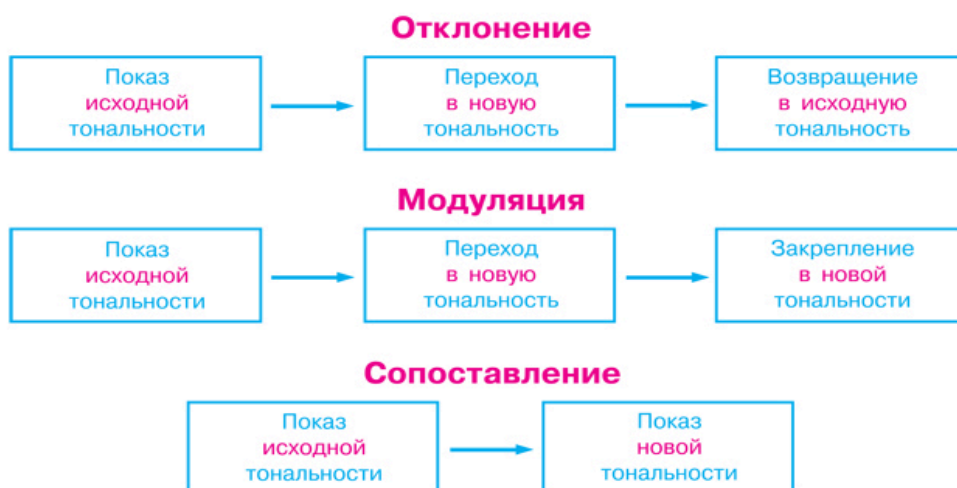 Отклонение
Показ
исходной
тональности
Переход
в новую
тональность
Возвращение
в исходную
тональность
Модуляция
Показ
исходной
тональности
Переход
в новую
тональность
Закрепление
в новой
тональности
Сопоставление
Показ
исходной
тональности
Показ
новой
тональности